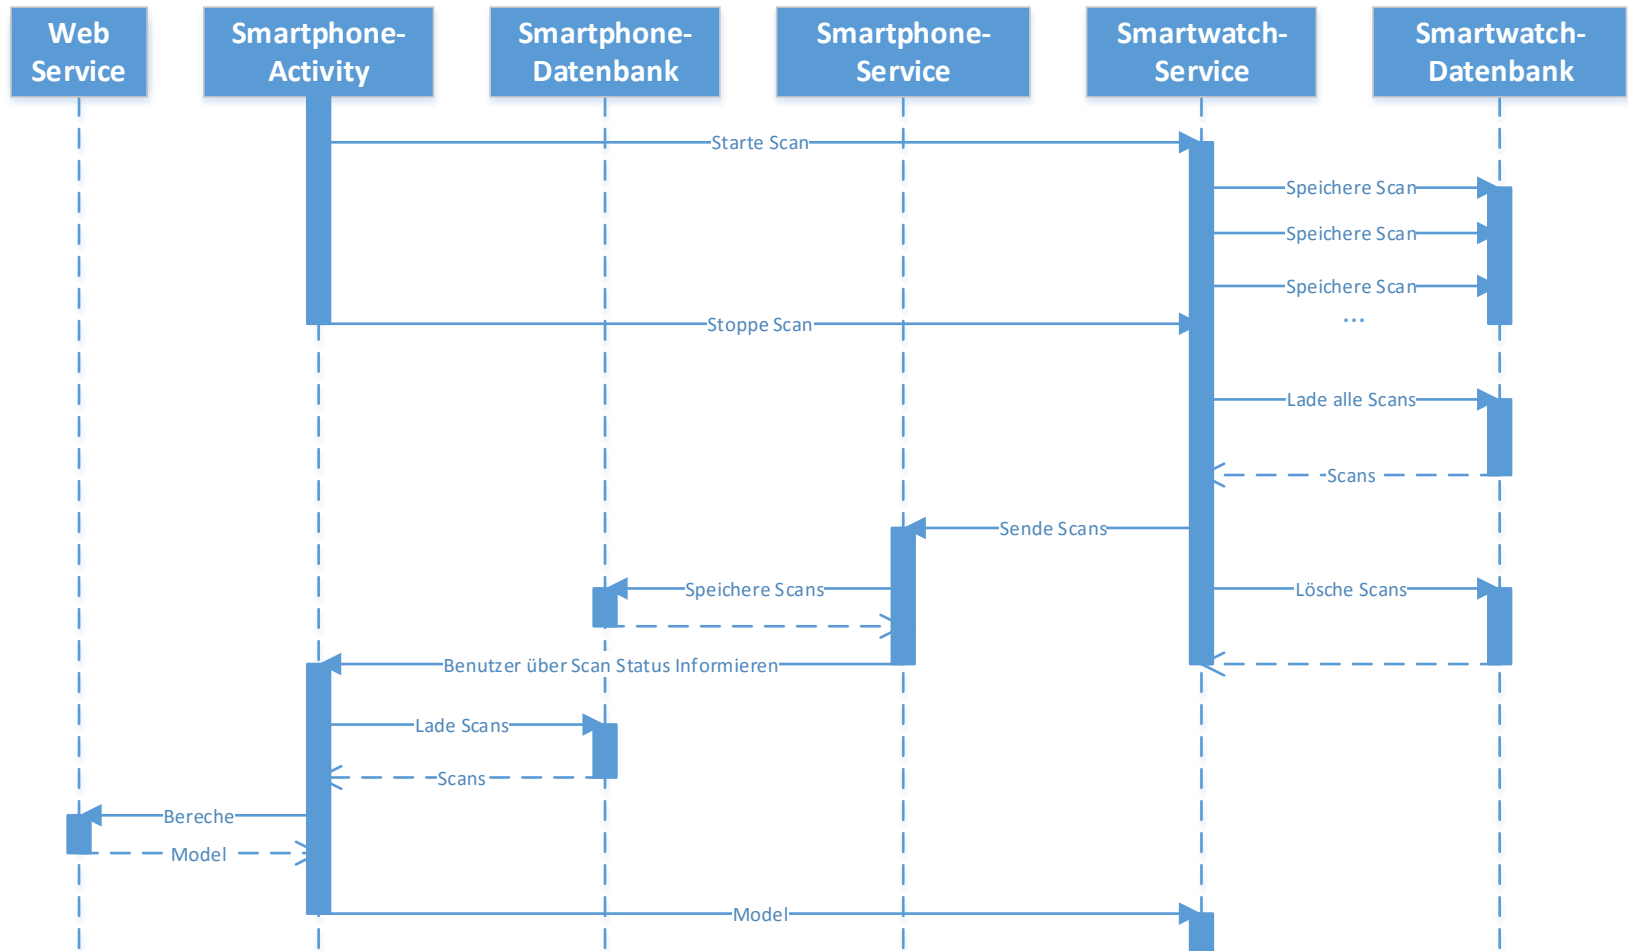 Web
Service
Smartphone-
Activity
Smartphone-
Datenbank
Smartphone-
Service
Smartwatch-
Service
Smartwatch-
Datenbank
Starte Scan
Speichere Scan
Speichere Scan
Speichere Scan
...
Stoppe Scan
Lade alle Scans
Scans
Sende Scans
Speichere Scans
Lösche Scans
Benutzer über Scan Status Informieren
Lade Scans
Scans
Bereche
Model
Model